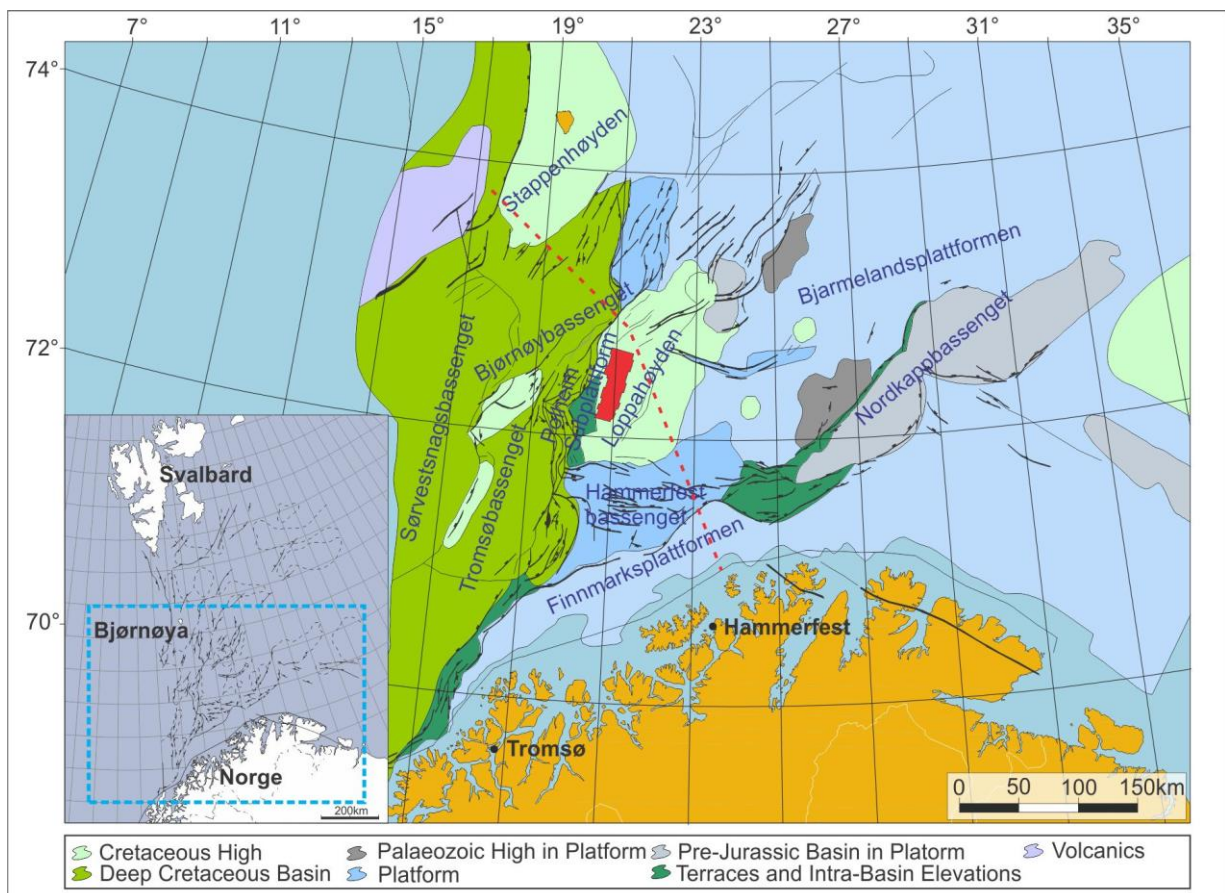 7° 11° 15° 19° 23° 27° 31° 35°
74°
72°
70°
Stappenhøyden
Bjarmelandsplattformen
Nordkappbassenget
Bjørnøybassenget
Sørvestsnagsbassenget
Polheim
Subplattform
Loppahøyden
Tromsøbassenget
Hammerfest
bassenget
Finnmarksplattformen
Hammerfest
Tromsø
0 50 100 150km
Svalbard
Bjørnøya
Norge
200km
Cretaceous High
Palaeozoic High in Platform
Pre-Jurassic Basin in Platorm
Volcanics
Deep Cretaceous Basin
Platform
Terraces and Intra-Basin Elevations